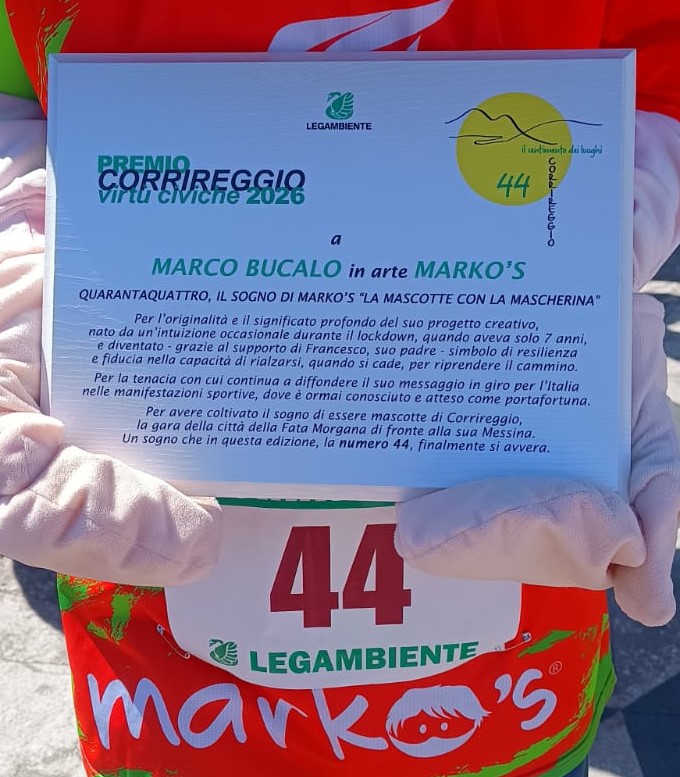 LEGAMBIENTE
PREMIO
CORRIREGGIO
virtù civiche 2026
il sentimento dei luoghi
44
CORRIREGGIO
a
MARCO BUCALO in arte MARKO'S
QUARANTAQUATTRO, IL SOGNO DI MARKO'S "LA MASCOTTE CON LA MASCHERINA"
Per l'originalità e il significato profondo del suo progetto creativo,
nato da un'intuizione occasionale durante il lockdown, quando aveva solo 7 anni,
e diventato - grazie al supporto di Francesco, suo padre - simbolo di resilienza
e fiducia nella capacità di rialzarsi, quando si cade, per riprendere il cammino.
Per la tenacia con cui continua a diffondere il suo messaggio in giro per l'Italia
nelle manifestazioni sportive, dove è ormai conosciuto e atteso come portafortuna.
Per avere coltivato il sogno di essere mascotte di Corrireggio,
la gara della città della Fata Morgana di fronte alla sua Messina.
Un sogno che in questa edizione, la numero 44, finalmente si avvera.
44
LEGAMBIENTE
marko's®